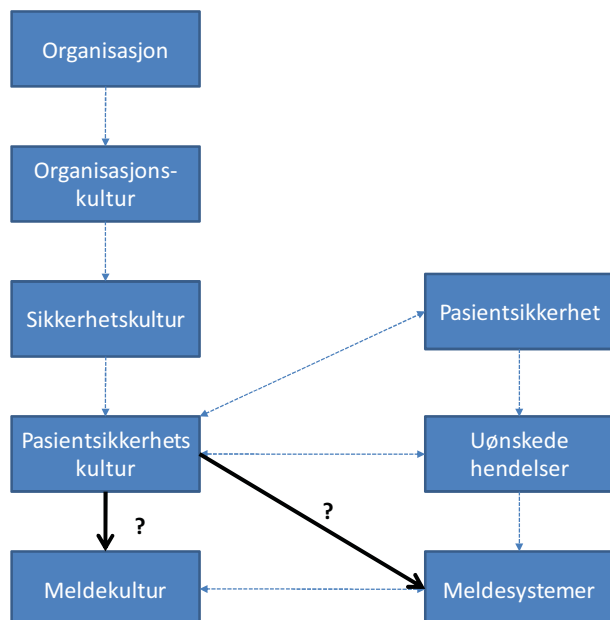 Organisasjon
Organisasjons-
kultur
Sikkerhetskultur
Pasientsikkerhet
Pasientsikkerhets
kultur
Uønskede
hendelser
?
?
Meldekultur
Meldesystemer